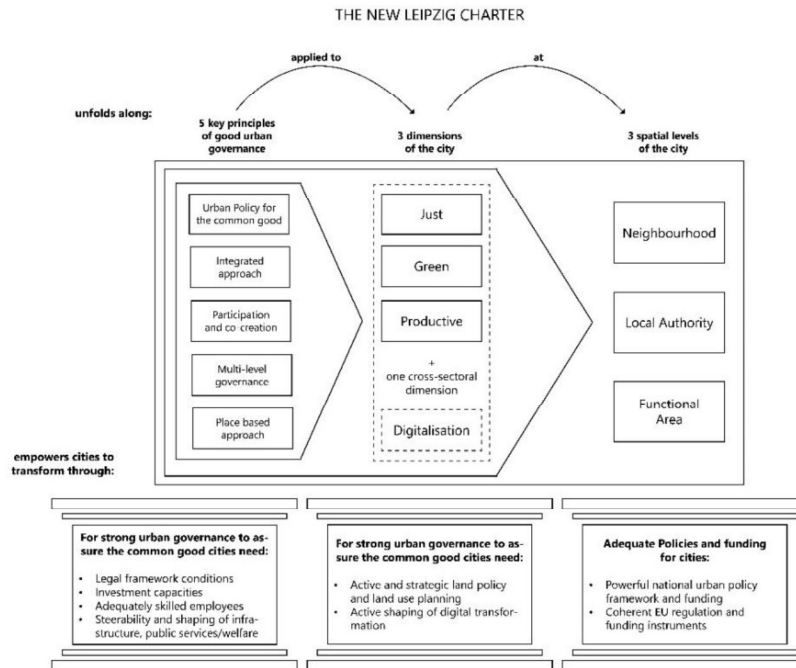 THE NEW LEIPZIG CHARTER
applied to
at
unfolds along:
5 key principles
of good urban
governance
3 dimensions
of the city
3 spatial levels
of the city
Urban Policy for
the common good
Integrated
approach
Participation
and co-creation
Multi-level
governance
Place based
approach
Just
Green
Productive
+
one cross-sectoral
dimension
Digitalisation
Neighbourhood
Local Authority
Functional
Area
empowers cities to
transform through:
For strong urban governance to as-
sure the common good cities need:
• Legal framework conditions
• Investment capacities
• Adequately skilled employees
• Steerability and shaping of infra-
structure, public services/welfare
For strong urban governance to as-
sure the common good cities need:
• Active and strategic land policy
and land use planning
• Active shaping of digital transfor-
mation
Adequate Policies and funding
for cities:
• Powerful national urban policy
framework and funding
• Coherent EU regulation and
funding instruments